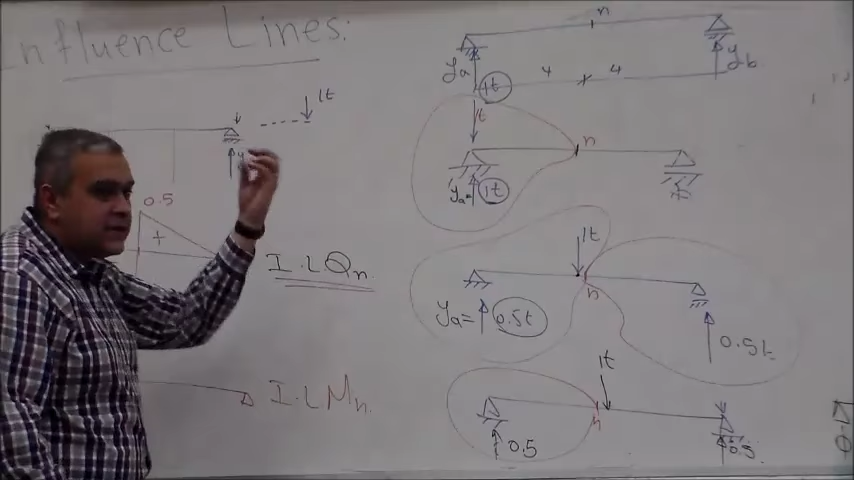 Influence Lines:
1t
y
0.5
+
I.L Qn
I.L Mn
n
ya
yb
4
4
1t
1t
n
ya=
1t
1t
n
ya=
0.5t
0.5t
1t
n
0.5
0.5